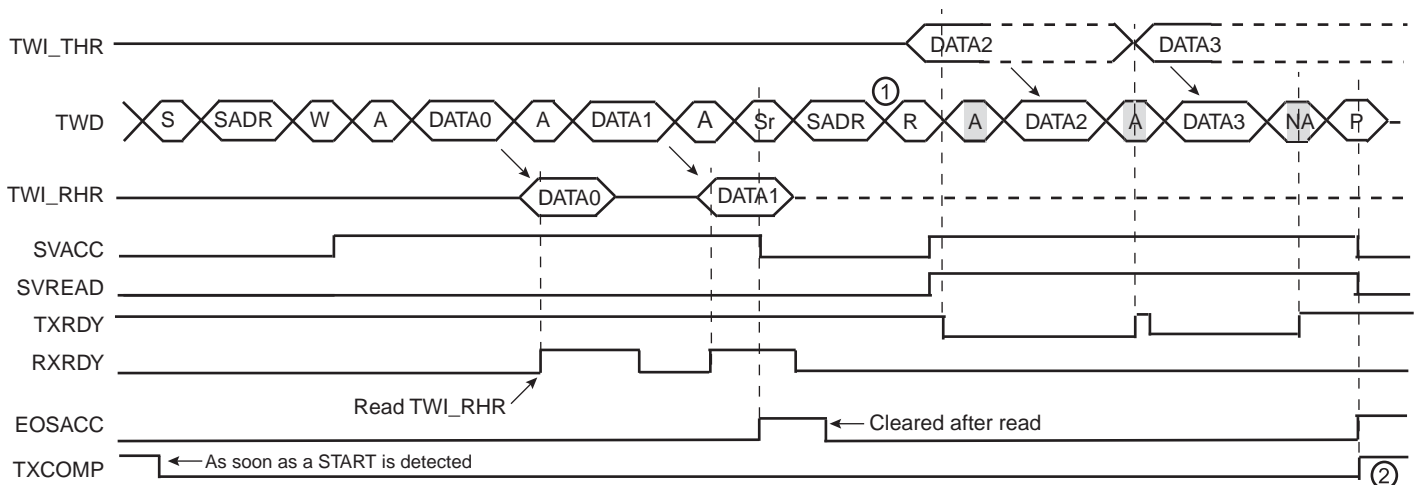 TWI_THR DATA2 DATA3
①
TWD S SADR W A DATA0 A DATA1 A Sr SADR R A DATA2 A DATA3 NA P
TWI_RHR DATA0 DATA1
SVACC
SVREAD
TXRDY
RXRDY
Read TWI_RHR
EOSACC Cleared after read
TXCOMP As soon as a START is detected ②